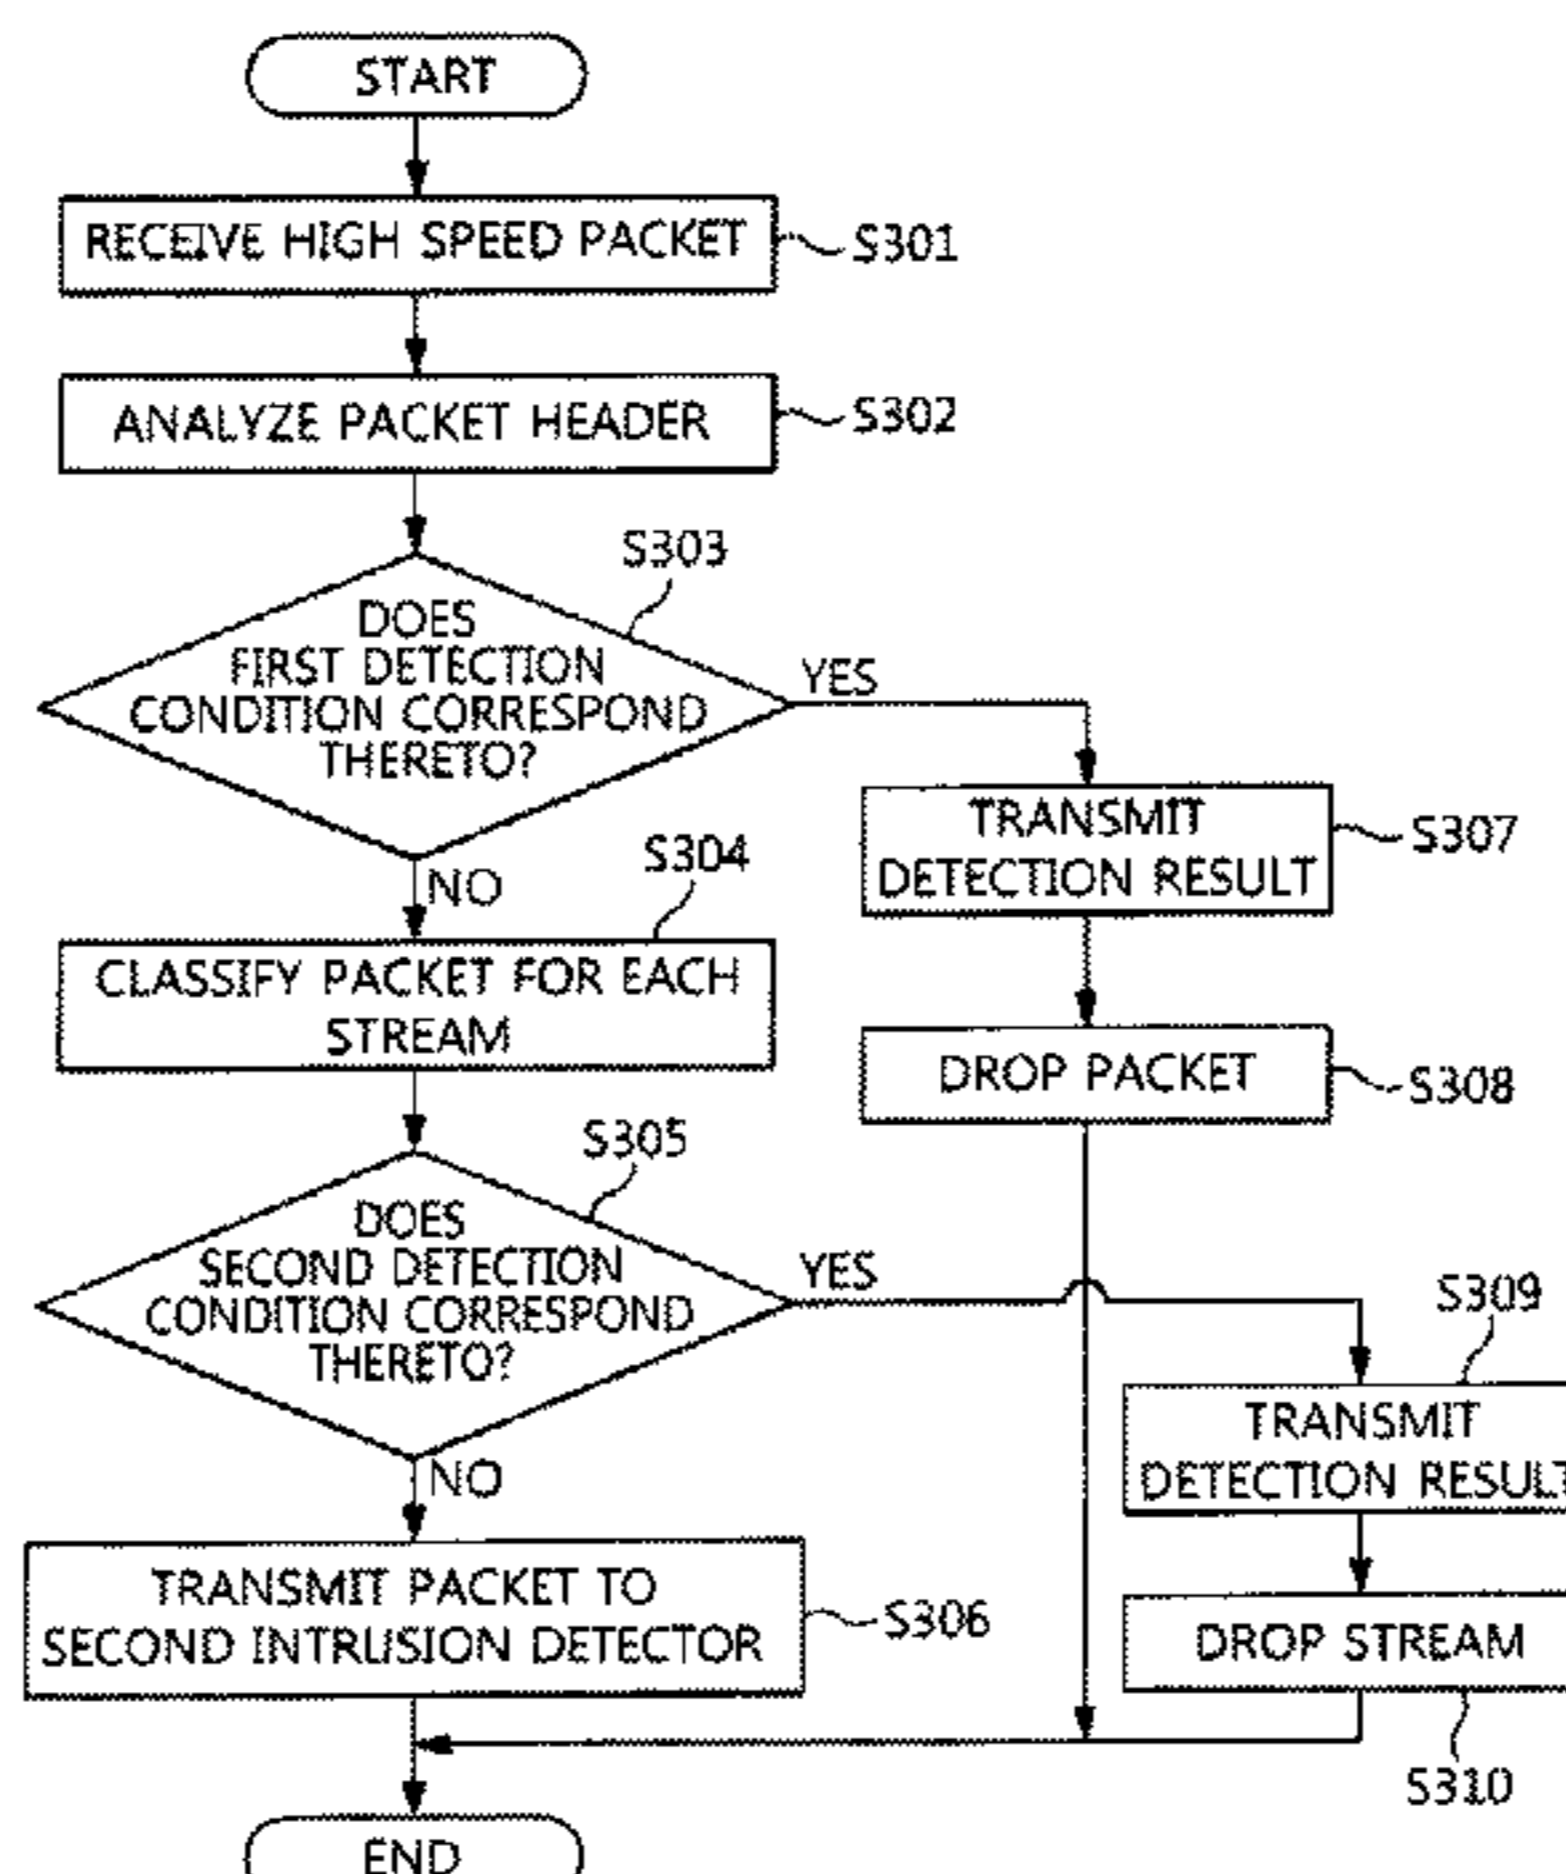 START
RECEIVE HIGH SPEED PACKET
S301
ANALYZE PACKET HEADER
S302
S303
DOES
FIRST DETECTION
CONDITION CORRESPOND
THERETO?
YES
NO
TRANSMIT
DETECTION RESULT
S307
S304
CLASSIFY PACKET FOR EACH
STREAM
DROP PACKET
S308
S305
DOES
SECOND DETECTION
CONDITION CORRESPOND
THERETO?
YES
NO
S309
TRANSMIT
DETECTION RESULT
TRANSMIT PACKET TO
SECOND INTRUSION DETECTOR
S306
DROP STREAM
S310
END